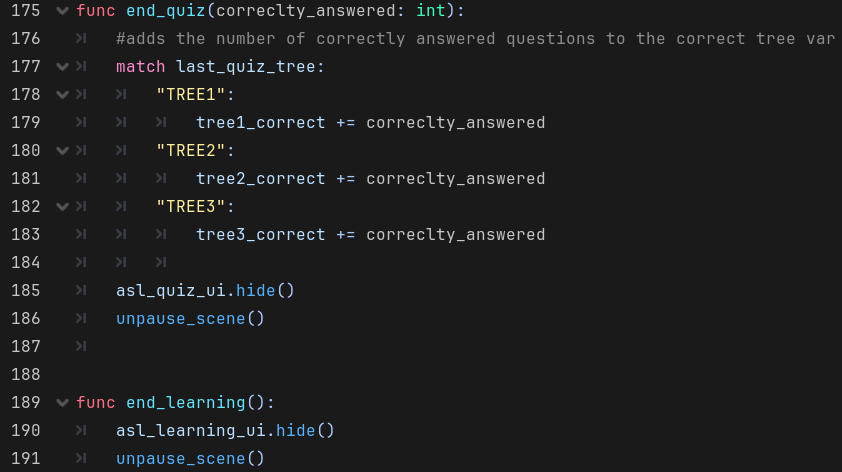 175 func end_quiz(correclty_answered: int):
176 #adds the number of correctly answered questions to the correct tree var
177 match last_quiz_tree:
178 "TREE1":
179 tree1_correct += correclty_answered
180 "TREE2":
181 tree2_correct += correclty_answered
182 "TREE3":
183 tree3_correct += correclty_answered
184
185 asl_quiz_ui.hide()
186 unpause_scene()
187
188
189 func end_learning():
190 asl_learning_ui.hide()
191 unpause_scene()